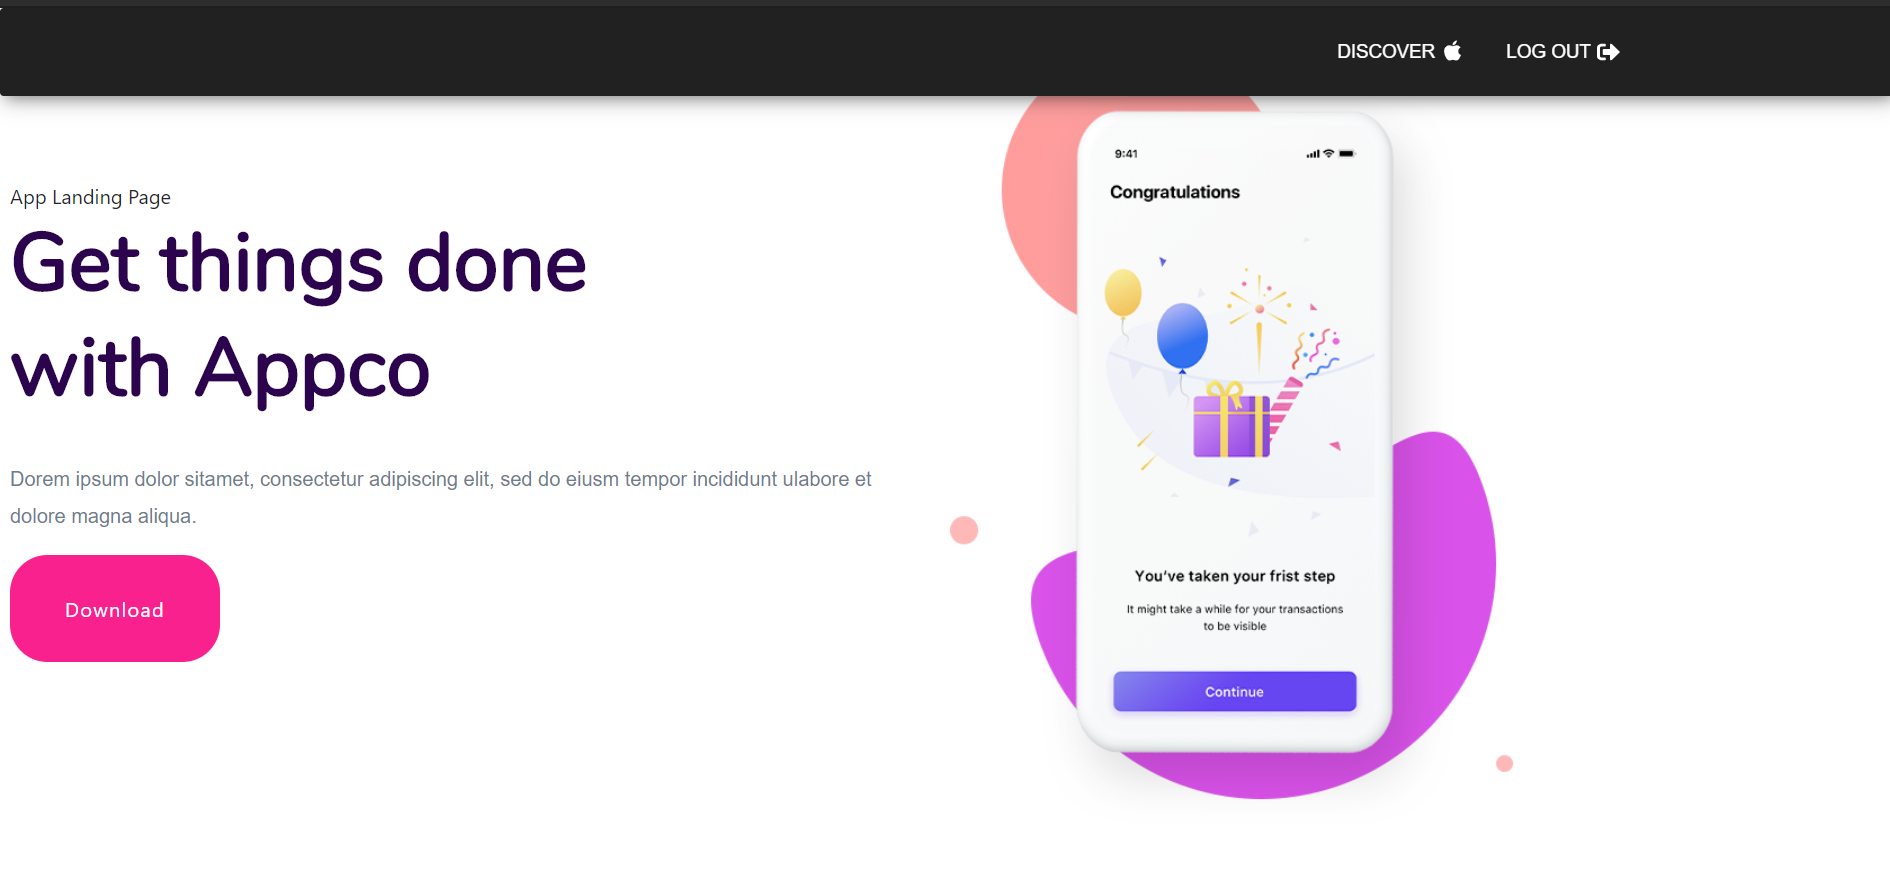 DISCOVER LOG OUT
App Landing Page
Get things done
with Appco
Dorem ipsum dolor sitamet, consectetur adipiscing elit, sed do eiusm tempor incididunt ulabore et
dolore magna aliqua.
Download
9:41
Congratulations
You've taken your frist step
It might take a while for your transactions
to be visible
Continue